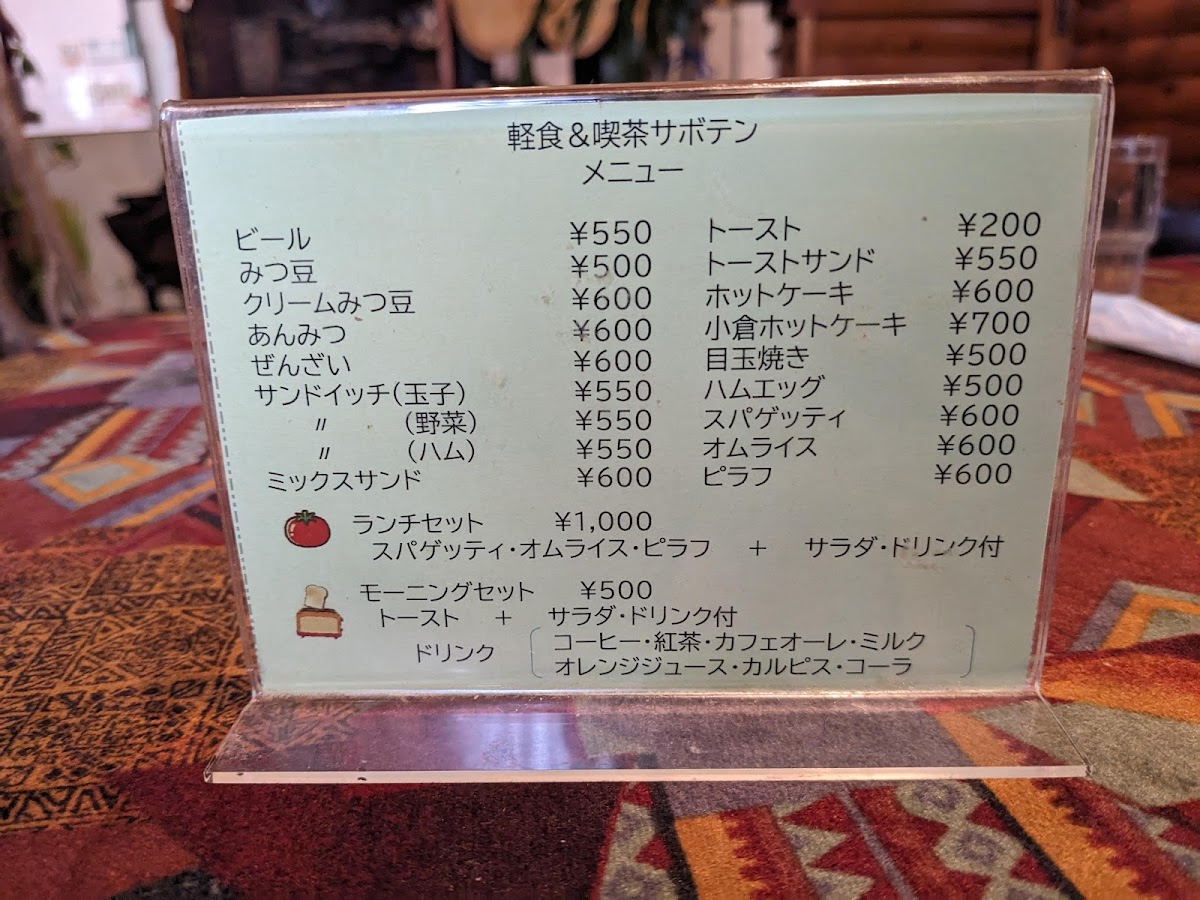 軽食＆喫茶サボテン
メニュー
ビール ¥550
みつ豆 ¥500
クリームみつ豆 ¥600
あんみつ ¥600
ぜんざい ¥600
サンドイッチ(玉子) ¥550
〃 (野菜) ¥550
〃 (ハム) ¥550
ミックスサンド ¥600
トースト ¥200
トーストサンド ¥550
ホットケーキ ¥600
小倉ホットケーキ ¥700
目玉焼き ¥500
ハムエッグ ¥500
スパゲッティ ¥600
オムライス ¥600
ピラフ ¥600
ランチセット ¥1,000
スパゲッティ・オムライス・ピラフ ＋ サラダ・ドリンク付
モーニングセット ¥500
トースト ＋ サラダ・ドリンク付
ドリンク
コーヒー・紅茶・カフェオーレ・ミルク
オレンジジュース・カルピス・コーラ